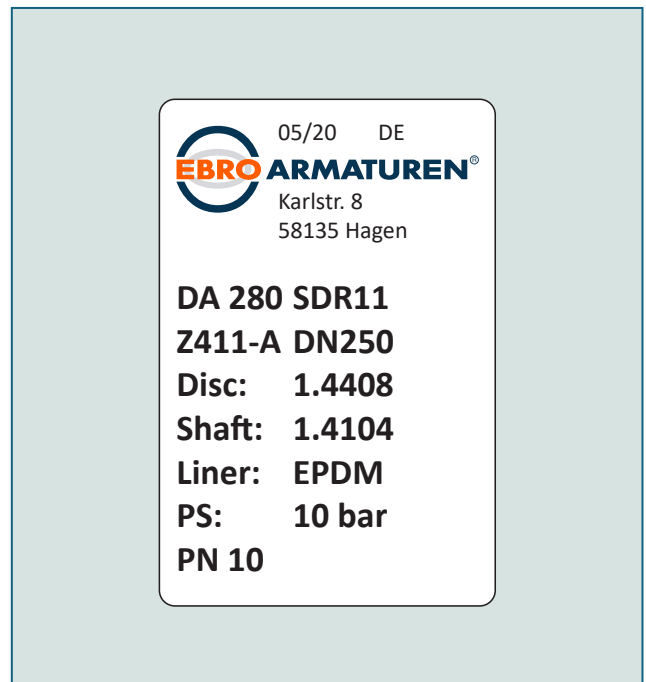 05/20 DE
EBRO ARMATUREN®
Karlstr. 8
58135 Hagen
DA 280 SDR11
Z411-A DN250
Disc: 1.4408
Shaft: 1.4104
Liner: EPDM
PS: 10 bar
PN 10